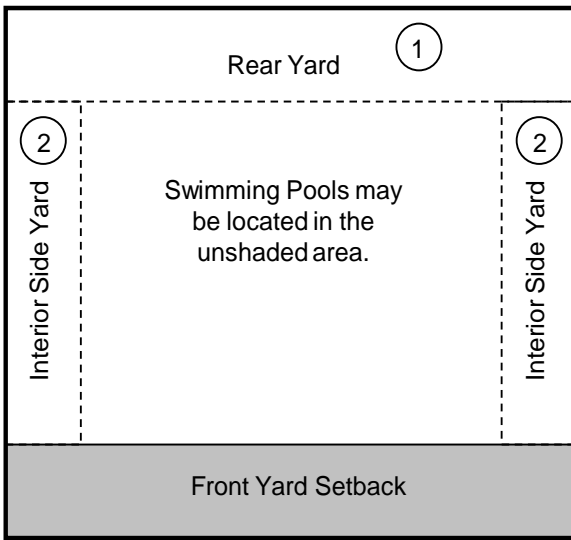 Rear Yard
1
2
2
Interior Side Yard
Swimming Pools may
be located in the
unshaded area.
Interior Side Yard
Front Yard Setback